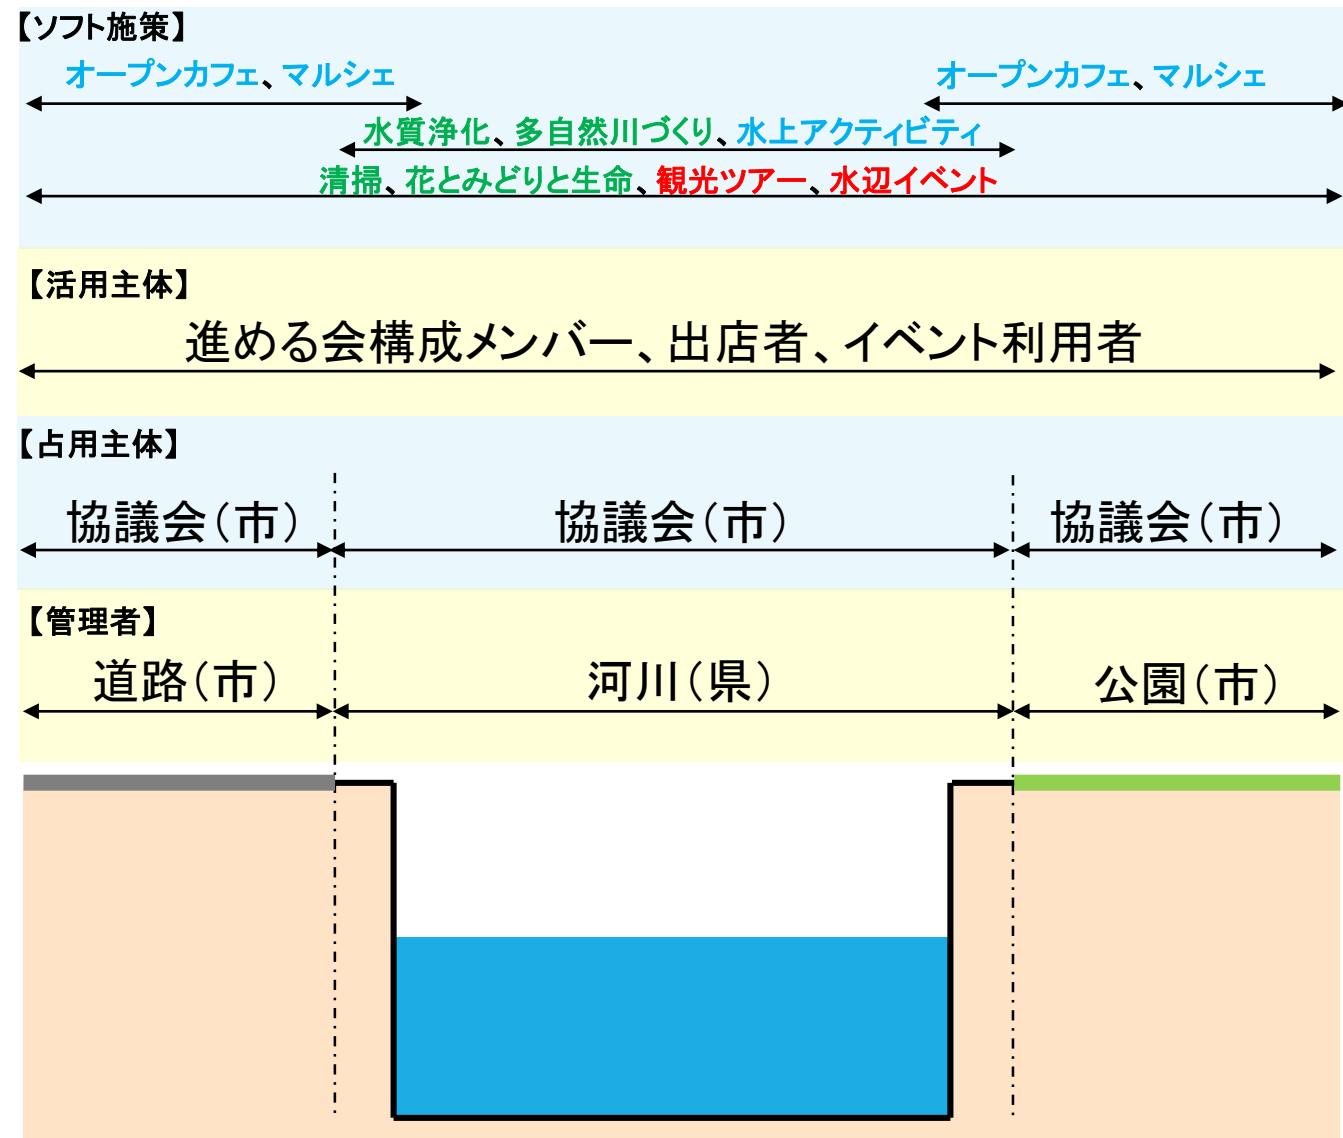 【ソフト施策】
オープンカフェ、マルシェ
オープンカフェ、マルシェ
水質浄化、多自然川づくり、水上アクティビティ
清掃、花とみどりと生命、観光ツアー、水辺イベント
【活用主体】
進める会構成メンバー、出店者、イベント利用者
【占用主体】
協議会（市）
協議会（市）
協議会（市）
【管理者】
道路（市）
河川（県）
公園（市）